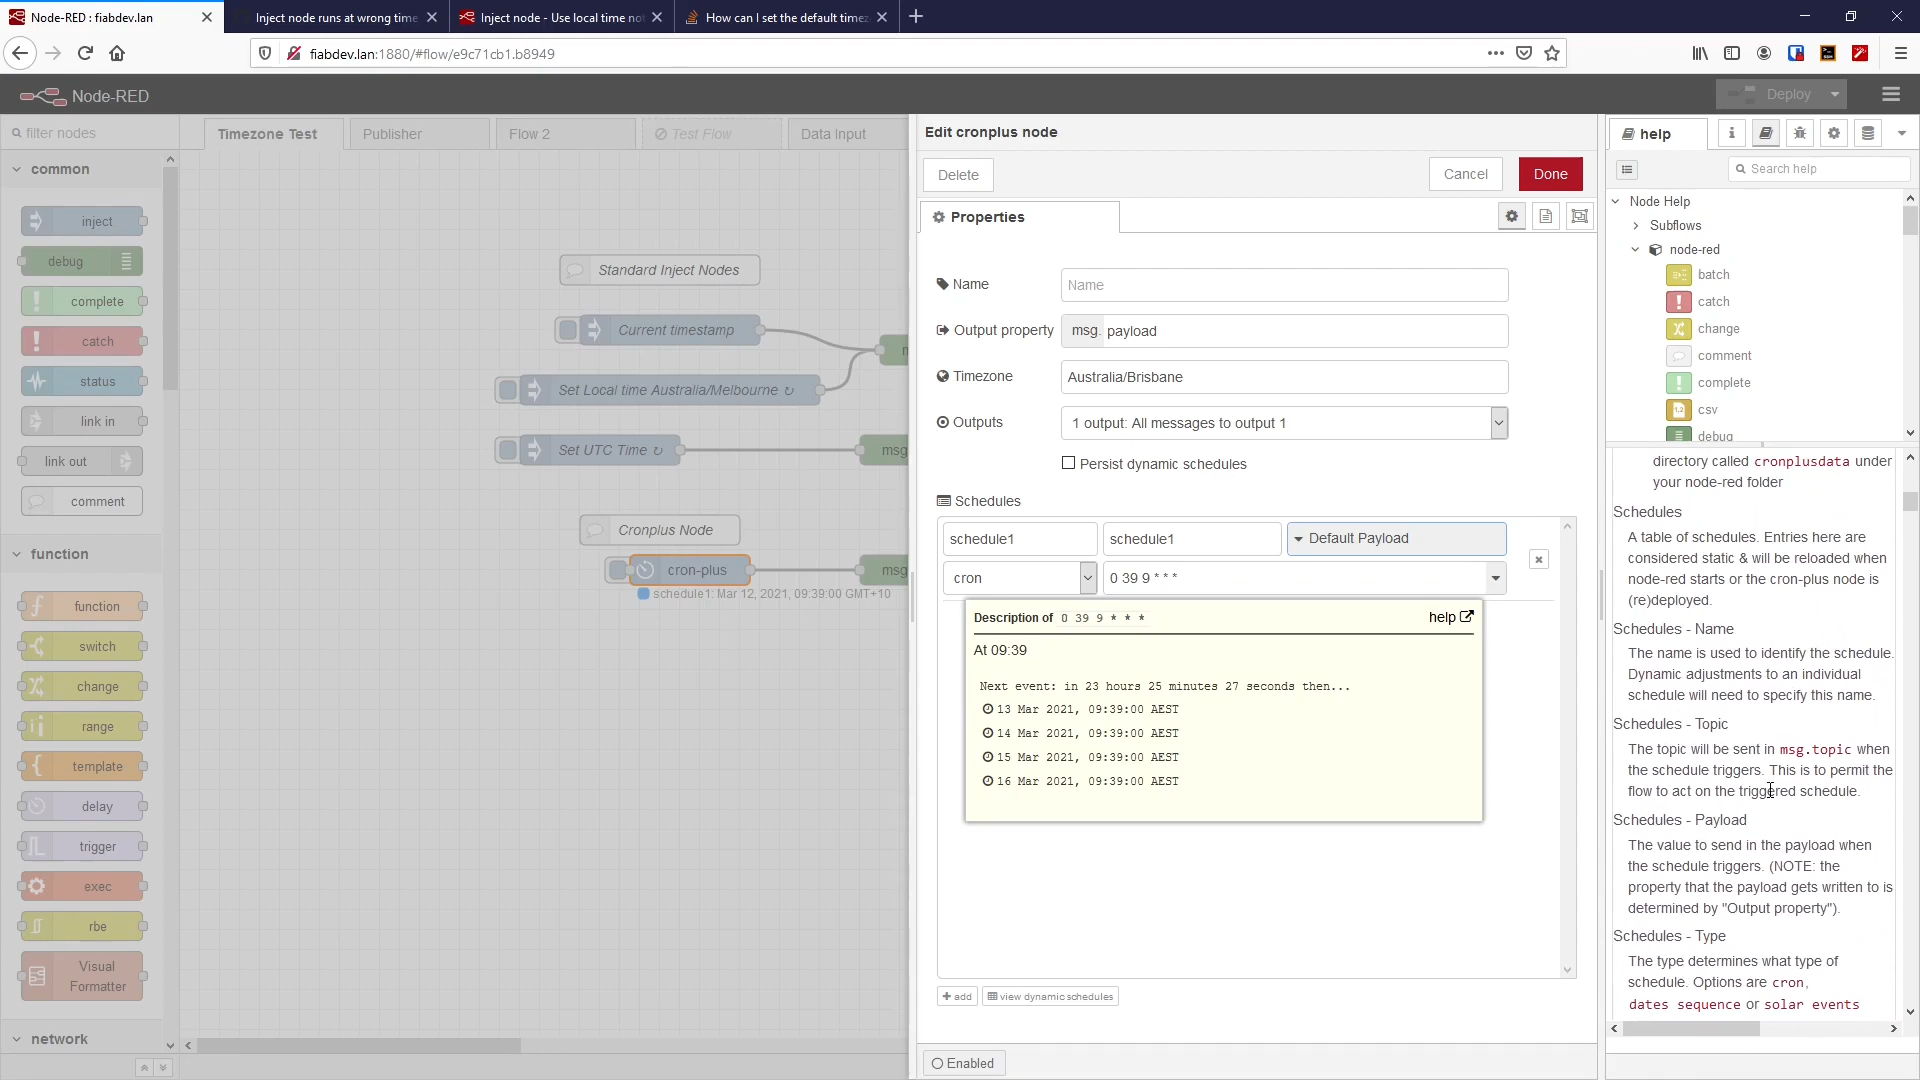 Node-RED : fiabdev.lan
Inject node runs at wrong time
Inject node - Use local time not
How can I set the default timez
fiabdev.lan:1880/#flow/e9c71cb1.b8949
Node-RED
Deploy
filter nodes
Timezone Test
Publisher
Flow 2
Test Flow
Data Input
common
inject
debug
complete
catch
status
link in
link out
comment
function
function
switch
change
range
template
delay
trigger
exec
rbe
Visual
Formatter
network
Standard Inject Nodes
Current timestamp
Set Local time Australia/Melbourne ↻
Set UTC Time ↻
msg
Cronplus Node
cron-plus
msg
schedule1: Mar 12, 2021, 09:39:00 GMT+10
Edit cronplus node
Delete
Cancel
Done
Properties
Name
Name
Output property
msg. payload
Timezone
Australia/Brisbane
Outputs
1 output: All messages to output 1
Persist dynamic schedules
Schedules
schedule1
schedule1
Default Payload
cron
0 39 9 * * *
Description of 0 39 9 * * *
help
At 09:39
Next event: in 23 hours 25 minutes 27 seconds then...
13 Mar 2021, 09:39:00 AEST
14 Mar 2021, 09:39:00 AEST
15 Mar 2021, 09:39:00 AEST
16 Mar 2021, 09:39:00 AEST
+ add
view dynamic schedules
Enabled
help
Search help
Node Help
Subflows
node-red
batch
catch
change
comment
complete
csv
debug
directory called cronplusdata under
your node-red folder
Schedules
A table of schedules. Entries here are
considered static & will be reloaded when
node-red starts or the cron-plus node is
(re)deployed.
Schedules - Name
The name is used to identify the schedule.
Dynamic adjustments to an individual
schedule will need to specify this name.
Schedules - Topic
The topic will be sent in msg.topic when
the schedule triggers. This is to permit the
flow to act on the triggered schedule.
Schedules - Payload
The value to send in the payload when
the schedule triggers. (NOTE: the
property that the payload gets written to is
determined by "Output property").
Schedules - Type
The type determines what type of
schedule. Options are cron,
dates sequence or solar events